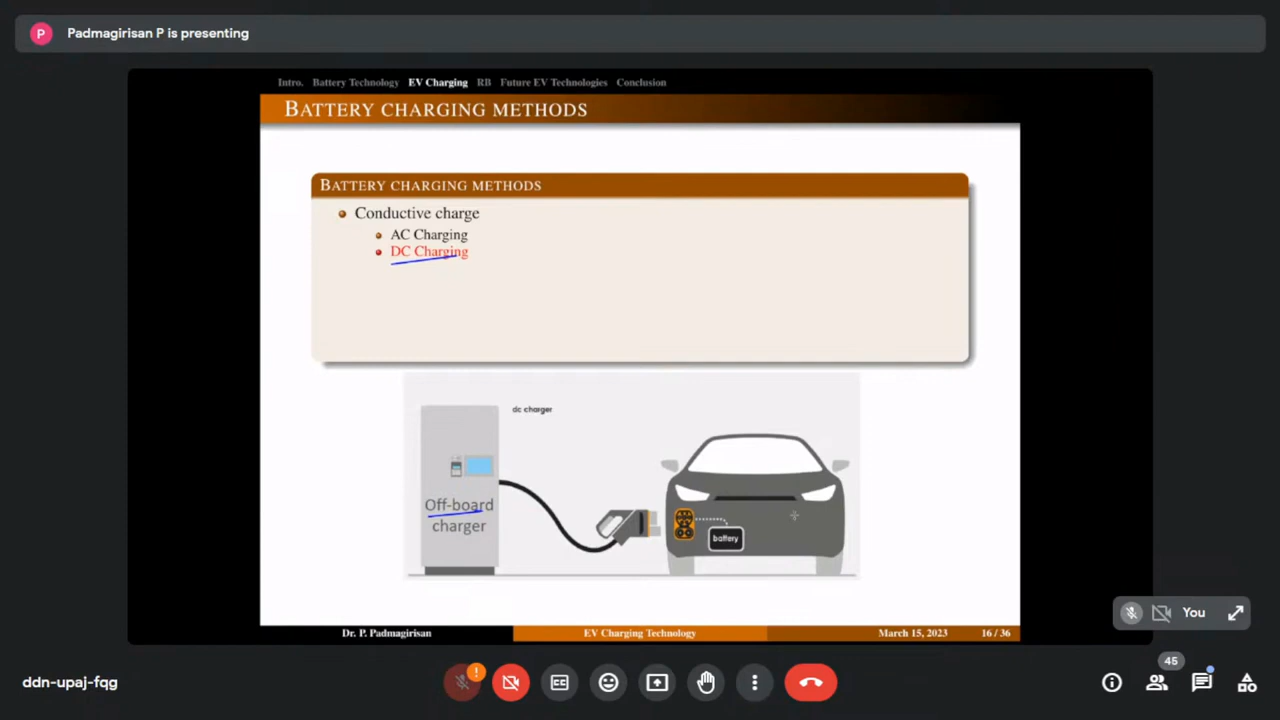 P Padmagirisan P is presenting
Intro. Battery Technology EV Charging RB Future EV Technologies Conclusion
BATTERY CHARGING METHODS
BATTERY CHARGING METHODS
Conductive charge
AC Charging
DC Charging
dc charger
Off-board
charger
battery
You
Dr. P. Padmagirisan EV Charging Technology March 15, 2023 16 / 36
45
ddn-upaj-fqg